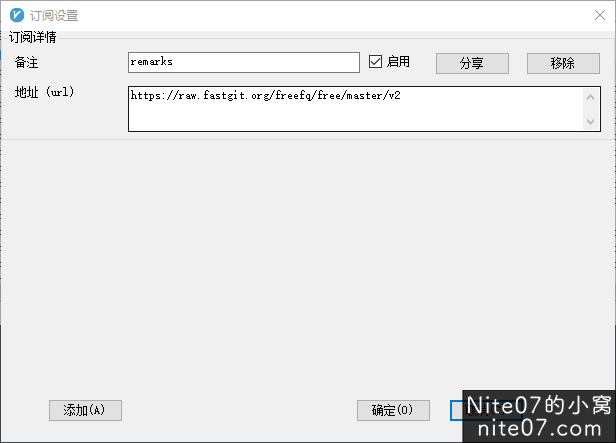 订阅设置
订阅详情
备注 remarks 启用 分享 移除
地址 (url) https://raw.fastgit.org/freefq/free/master/v2
添加(A) 确定(O)
Nite07的小窝
nite07.com